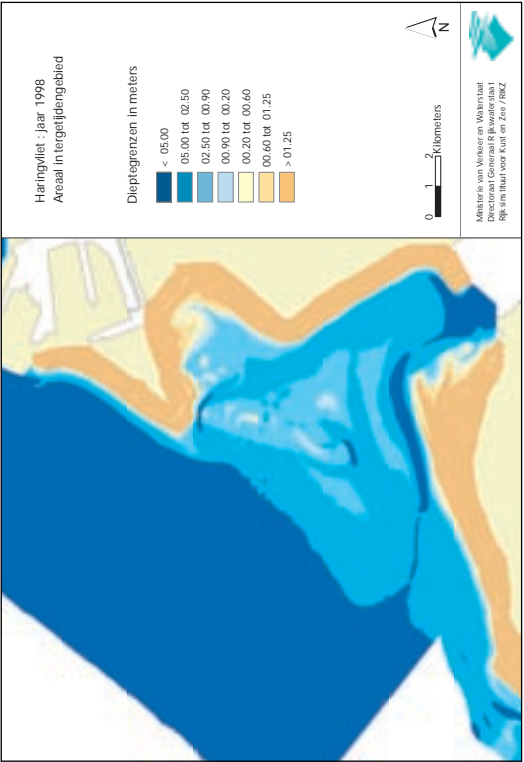 Haringvliet : jaar 1998
Areaal intergetijdengebied
Dieptegrenzen in meters
< 05.00
05.00 tot 02.50
02.50 tot 00.90
00.90 tot 00.20
00.20 tot 00.60
00.60 tot 01.25
> 01.25
N
0 1 2 Kilometers
Ministerie van Verkeer en Waterstaat
Directoraat Generaal Rijkswaterstaat
Rijksinstituut voor Kust en Zee / RIKZ